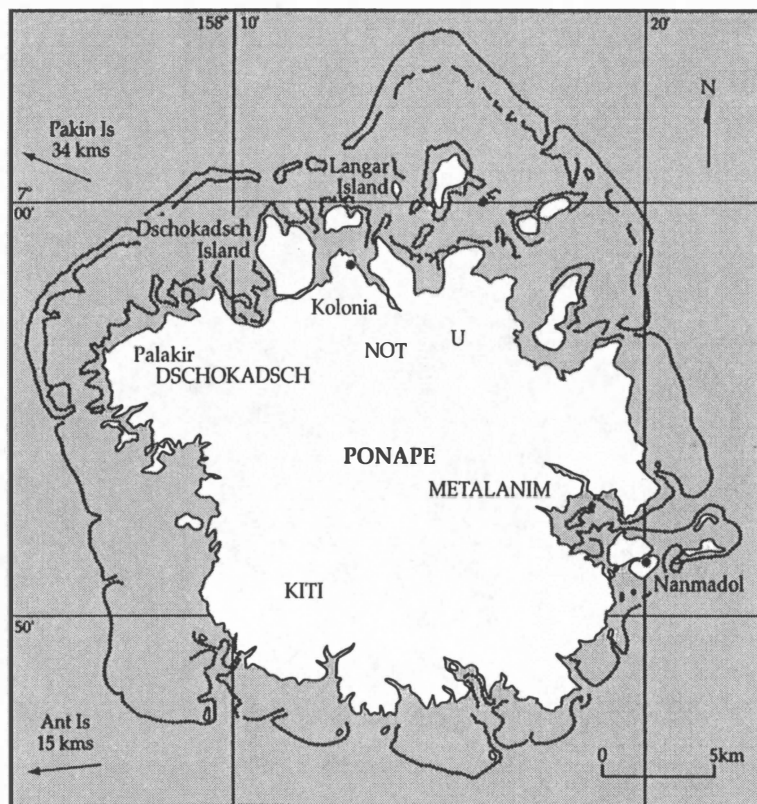 158° 10'
20'
N
Pakin Is
34 kms
Langar
Island
7°
00'
Dschokadsch
Island
Kolonia
NOT
U
Palakir
DSCHOKADSCH
PONAPE
METALANIM
Nanmadol
KITI
50'
Ant Is
15 kms
0 5km